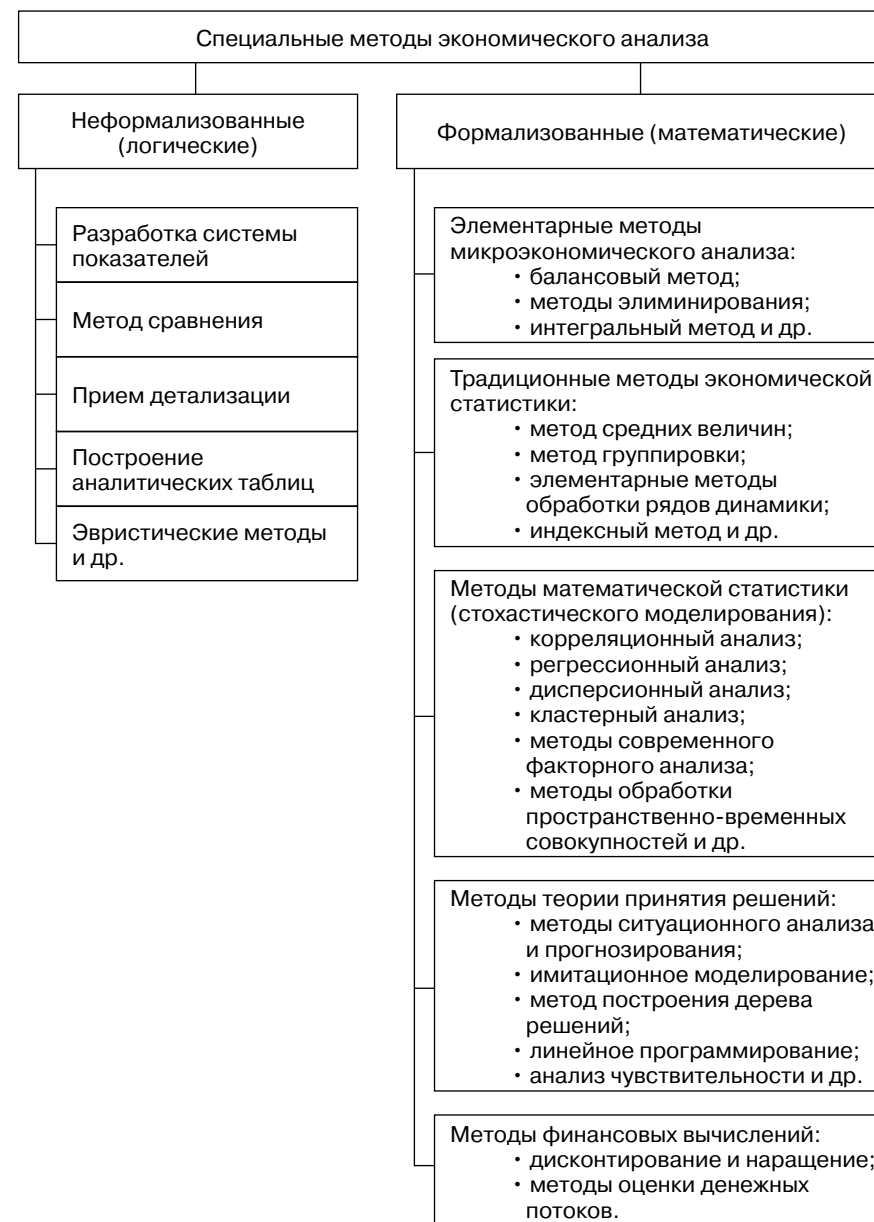 Специальные методы экономического анализа
Неформализованные
(логические)
Разработка системы
показателей
Метод сравнения
Прием детализации
Построение
аналитических таблиц
Эвристические методы
и др.
Формализованные (математические)
Элементарные методы
микроэкономического анализа:
• балансовый метод;
• методы элиминирования;
• интегральный метод и др.
Традиционные методы экономической
статистики:
• метод средних величин;
• метод группировки;
• элементарные методы
обработки рядов динамики;
• индексный метод и др.
Методы математической статистики
(стохастического моделирования):
• корреляционный анализ;
• регрессионный анализ;
• дисперсионный анализ;
• кластерный анализ;
• методы современного
факторного анализа;
• методы обработки
пространственно-временных
совокупностей и др.
Методы теории принятия решений:
• методы ситуационного анализа
и прогнозирования;
• имитационное моделирование;
• метод построения дерева
решений;
• линейное программирование;
• анализ чувствительности и др.
Методы финансовых вычислений:
• дисконтирование и наращение;
• методы оценки денежных
потоков.